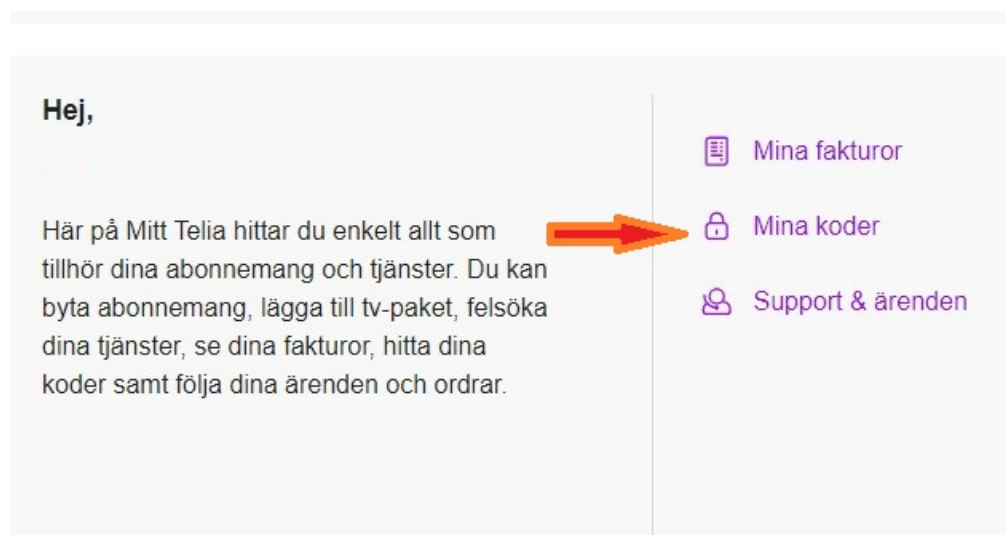 Hej,
Här på Mitt Telia hittar du enkelt allt som
tillhör dina abonnemang och tjänster. Du kan
byta abonnemang, lägga till tv-paket, felsöka
dina tjänster, se dina fakturor, hitta dina
koder samt följa dina ärenden och ordrar.
Mina fakturor
Mina koder
Support & ärenden